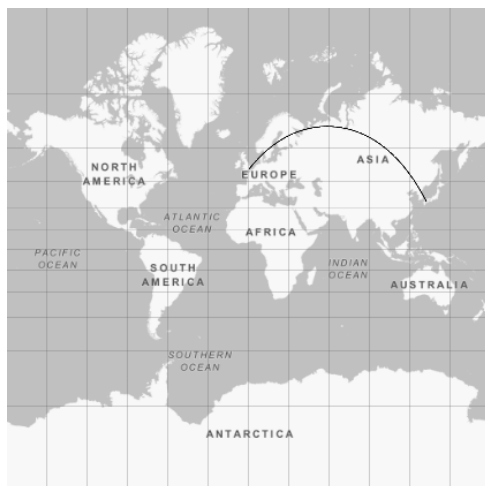 NORTH
AMERICA
ASIA
EUROPE
ATLANTIC
OCEAN
AFRICA
PACIFIC
OCEAN
SOUTH
AMERICA
INDIAN
OCEAN
AUSTRALIA
SOUTHERN
OCEAN
ANTARCTICA